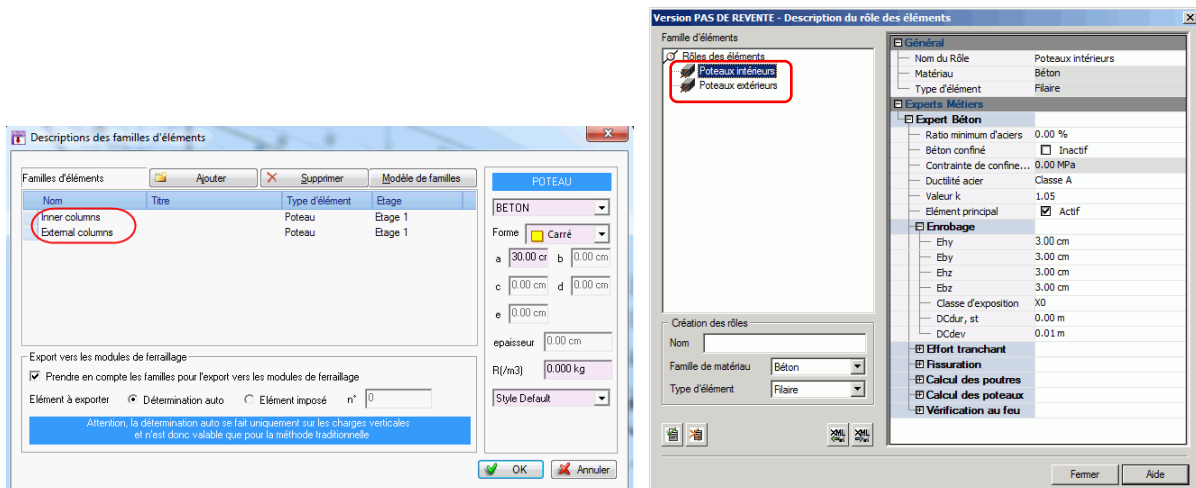 Descriptions des familles d'éléments
Familles d'éléments
Ajouter
Supprimer
Modèle de familles
Nom Titre Type d'élément Etage
Inner columns Poteau Etage 1
External columns Poteau Etage 1
Export vers les modules de ferraillage
Prendre en compte les familles pour l'export vers les modules de ferraillage
Elément à exporter Détermination auto Elément imposé n° 0
Attention, la détermination auto se fait uniquement sur les charges verticales
et n'est donc valable que pour la méthode traditionnelle
POTEAU
BETON
Forme Carré
a 30.00 cr b 0.00 cm
c 0.00 cm d 0.00 cm
e 0.00 cm
epaisseur 0.00 cm
R(/m3) 0.000 kg
Style Default
OK Annuler
Version PAS DE REVENTE - Description du rôle des éléments
Famille d'éléments
Rôles des éléments
Poteaux intérieurs
Poteaux extérieurs
Création des rôles
Nom
Famille de matériau Béton
Type d'élément Filaire
XML XML
Général
Nom du Rôle Poteaux intérieurs
Matériau Béton
Type d'élément Filaire
Experts Métiers
Expert Béton
Ratio minimum d'aciers 0.00 %
Béton confiné Inactif
Contrainte de confine... 0.00 MPa
Ductilité acier Classe A
Valeur k 1.05
Elément principal Actif
Enrobage
Ehy 3.00 cm
Eby 3.00 cm
Ehz 3.00 cm
Ebz 3.00 cm
Classe d'exposition X0
DCdur, st 0.00 m
DCdev 0.01 m
Effort tranchant
Fissuration
Calcul des poutres
Calcul des poteaux
Vérification au feu
Fermer Aide